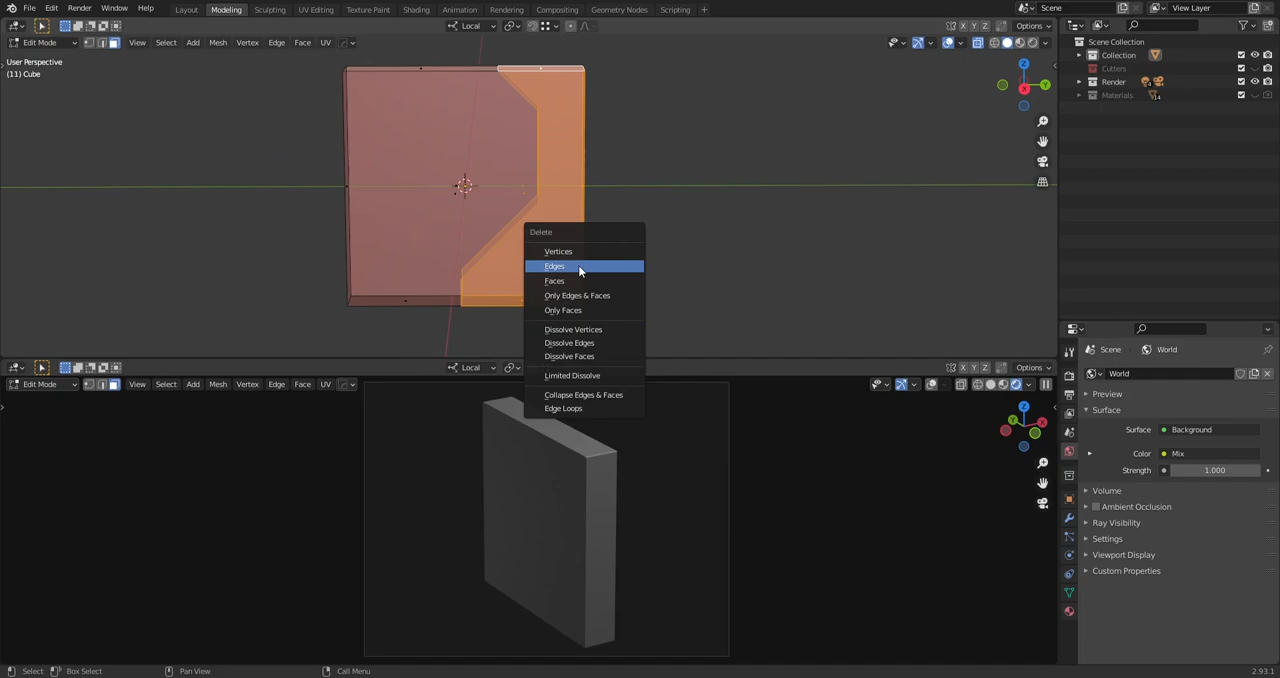 File Edit Render Window Help Layout Modeling Sculpting UV Editing Texture Paint Shading Animation Rendering Compositing Geometry Nodes Scripting + Scene View Layer
Local X Y Z Options
Edit Mode View Select Add Mesh Vertex Edge Face UV
User Perspective
(11) Cube
Z
Y
X
Scene Collection
Collection
Cutters
Render 4
Materials 14
Delete
Vertices
Edges
Faces
Only Edges & Faces
Only Faces
Dissolve Vertices
Dissolve Edges
Dissolve Faces
Limited Dissolve
Collapse Edges & Faces
Edge Loops
Local X Y Z Options
Edit Mode View Select Add Mesh Vertex Edge Face UV
Z
Y X
Scene World
World
Preview
Surface
Surface Background
Color Mix
Strength 1.000
Volume
Ambient Occlusion
Ray Visibility
Settings
Viewport Display
Custom Properties
Select Box Select Pan View Call Menu 2.93.1